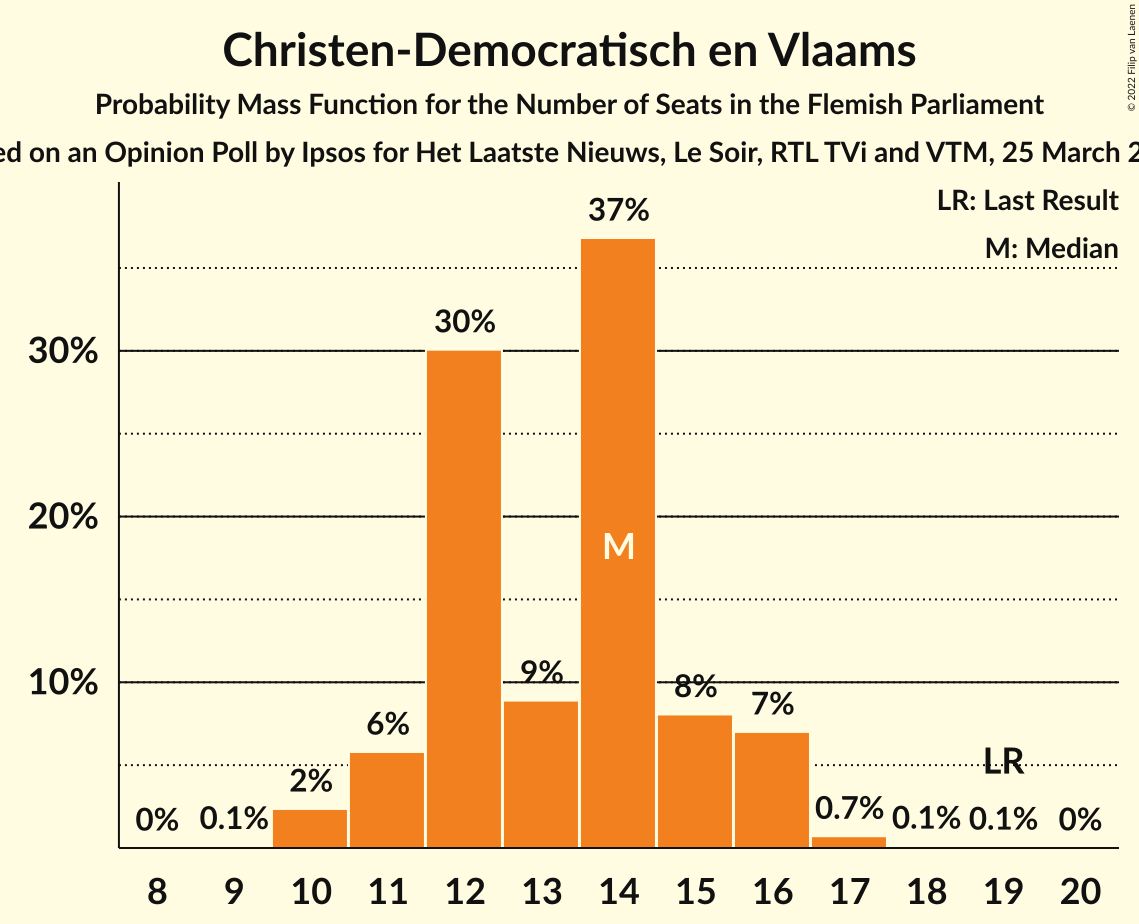 Christen-Democratisch en Vlaams
Probability Mass Function for the Number of Seats in the Flemish Parliament
on an Opinion Poll by Ipsos for Het Laatste Nieuws, Le Soir, RTL TVi and VTM, 25 March
© 2022 Filip van Laenen
LR: Last Result
M: Median
37%
30%
30%
20%
M
10%
9%
8%
7%
6%
LR
2%
0%
0.1%
0.7%
0.1%
0.1%
0%
8 9 10 11 12 13 14 15 16 17 18 19 20